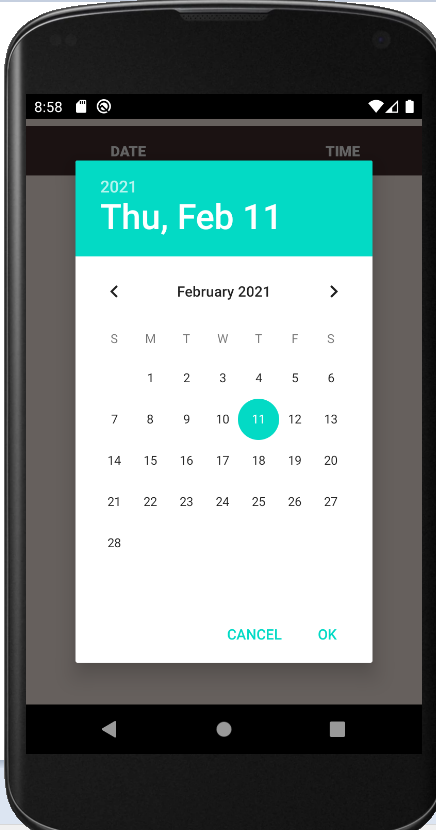 8:58
DATE TIME
2021
Thu, Feb 11
February 2021
S M T W T F S
1 2 3 4 5 6
7 8 9 10 11 12 13
14 15 16 17 18 19 20
21 22 23 24 25 26 27
28
CANCEL OK